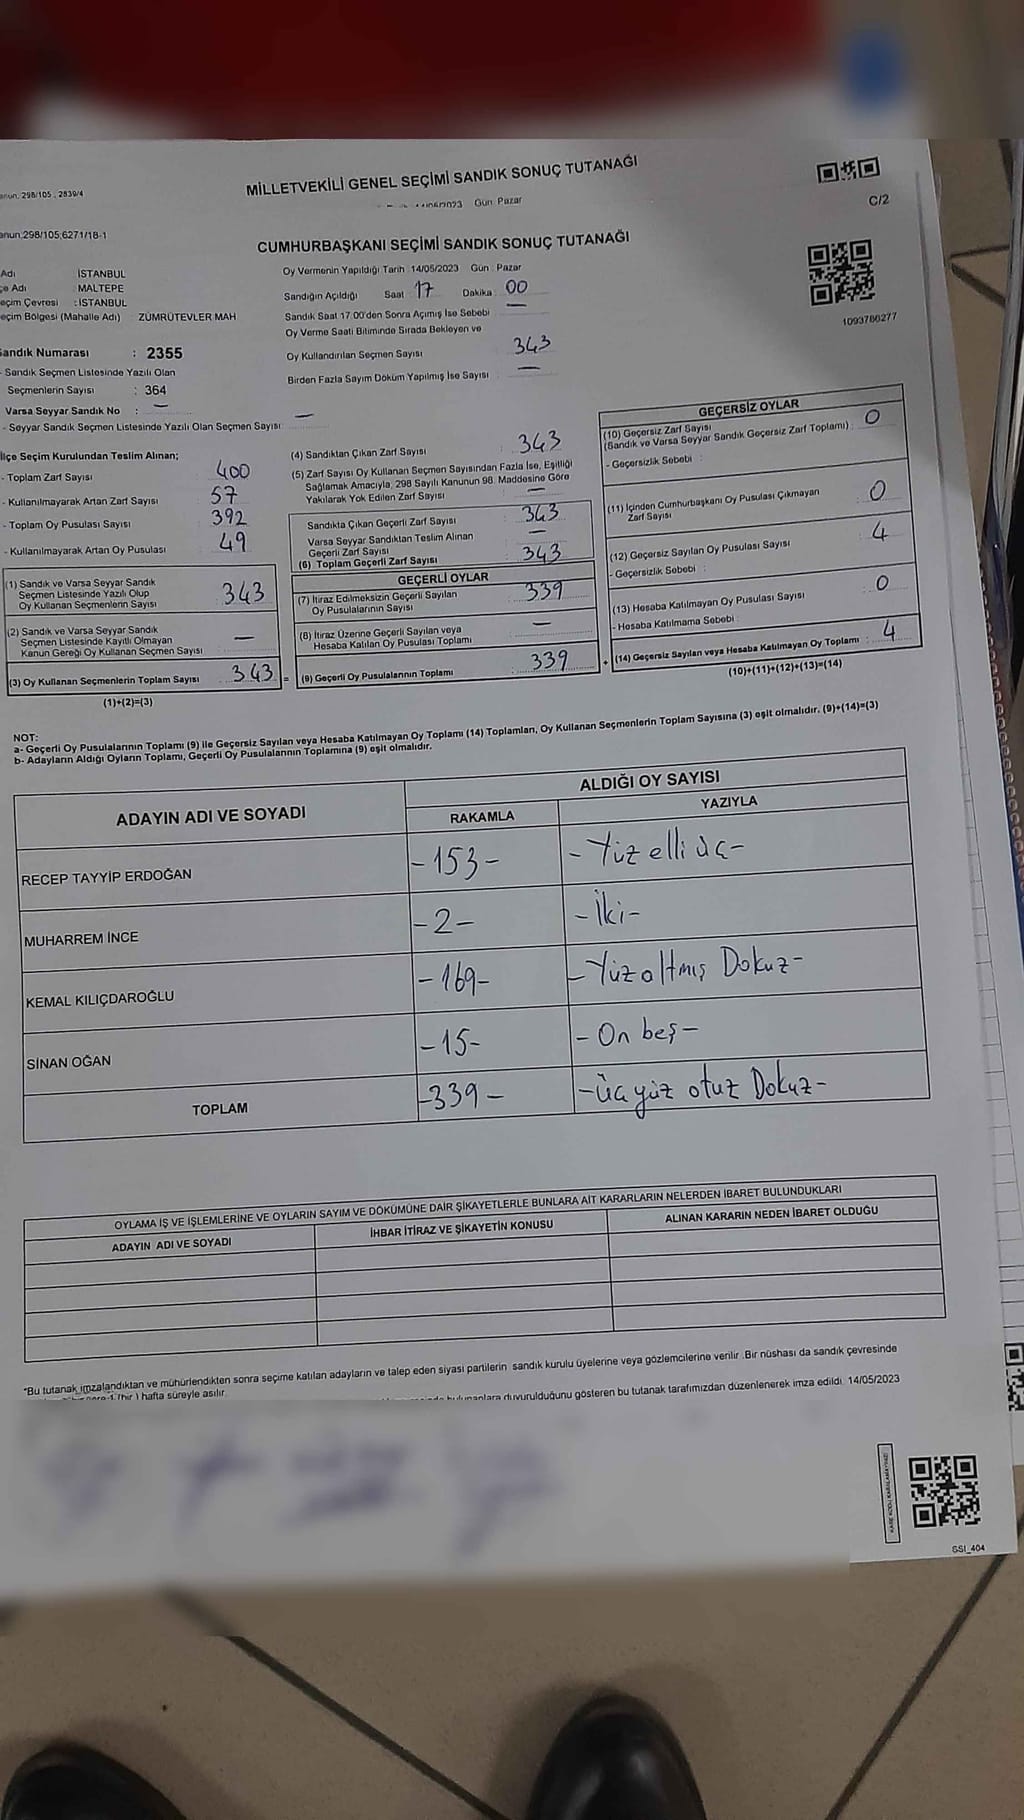 MİLLETVEKİLİ GENEL SEÇİMİ SANDIK SONUÇ TUTANAĞI
298/105 , 2839/4
Gün Pazar
C/2
298/105;6271/18-1
CUMHURBAŞKANI SEÇİMİ SANDIK SONUÇ TUTANAĞI
1093786277
Adı İSTANBUL
Adı : MALTEPE
Çevresi : İSTANBUL
Bölgesi (Mahalle Adı) ZÜMRÜTEVLER MAH
Sandık Numarası : 2355
- Sandık Seçmen Listesinde Yazılı Olan
Seçmenlerin Sayısı : 364
Varsa Seyyar Sandık No : —
- Seyyar Sandık Seçmen Listesinde Yazılı Olan Seçmen Sayısı: —
Oy Vermenin Yapıldığı Tarih :14/05/2023 Gün : Pazar
Sandığın Açıldığı Saat 17 Dakika : 00
Sandık Saat 17.00'den Sonra Açımış İse Sebebi : —
Oy Verme Saati Bitiminde Sırada Bekleyen ve
Oy Kullandırılan Seçmen Sayısı 343
Birden Fazla Sayım Döküm Yapılmış İse Sayısı : —
İlçe Seçim Kurulundan Teslim Alınan;
- Toplam Zarf Sayısı 400
- Kullanılmayarak Artan Zarf Sayısı 57
- Toplam Oy Pusulası Sayısı 392
- Kullanılmayarak Artan Oy Pusulası 49
(1) Sandık ve Varsa Seyyar Sandık
Seçmen Listesinde Yazılı Olup
Oy Kullanan Seçmenlerin Sayısı 343
(2) Sandık ve Varsa Seyyar Sandık
Seçmen Listesinde Kayıtlı Olmayan
Kanun Gereği Oy Kullanan Seçmen Sayısı —
(3) Oy Kullanan Seçmenlerin Toplam Sayısı 343 =
(1)+(2)=(3)
(4) Sandıktan Çıkan Zarf Sayısı 343
(5) Zarf Sayısı Oy Kullanan Seçmen Sayısından Fazla İse, Eşitliği
Sağlamak Amacıyla, 298 Sayılı Kanunun 98. Maddesine Göre
Yakılarak Yok Edilen Zarf Sayısı —
Sandıkta Çıkan Geçerli Zarf Sayısı 343
Varsa Seyyar Sandıktan Teslim Alınan
Geçerli Zarf Sayısı —
(6) Toplam Geçerli Zarf Sayısı 343
GEÇERLİ OYLAR
(7) İtiraz Edilmeksizin Geçerli Sayılan
Oy Pusulalarının Sayısı 339
(8) İtiraz Üzerine Geçerli Sayılan veya
Hesaba Katılan Oy Pusulası Toplamı —
(9) Geçerli Oy Pusulalarının Toplamı 339 +
GEÇERSİZ OYLAR
(10) Geçersiz Zarf Sayısı
(Sandık ve Varsa Seyyar Sandık Geçersiz Zarf Toplamı) 0
- Geçersizlik Sebebi :
(11) İçinden Cumhurbaşkanı Oy Pusulası Çıkmayan
Zarf Sayısı 0
(12) Geçersiz Sayılan Oy Pusulası Sayısı 4
- Geçersizlik Sebebi :
(13) Hesaba Katılmayan Oy Pusulası Sayısı 0
- Hesaba Katılmama Sebebi :
(14) Geçersiz Sayılan veya Hesaba Katılmayan Oy Toplamı 4
(10)+(11)+(12)+(13)=(14)
NOT:
a- Geçerli Oy Pusulalarının Toplamı (9) ile Geçersiz Sayılan veya Hesaba Katılmayan Oy Toplamı (14) Toplamları, Oy Kullanan Seçmenlerin Toplam Sayısına (3) eşit olmalıdır. (9)+(14)=(3)
b- Adayların Aldığı Oyların Toplamı, Geçerli Oy Pusulalarının Toplamına (9) eşit olmalıdır.
ADAYIN ADI VE SOYADI ALDIĞI OY SAYISI
RAKAMLA YAZIYLA
RECEP TAYYİP ERDOĞAN -153- -Yüz elli üç-
MUHARREM İNCE -2- -İki-
KEMAL KILIÇDAROĞLU -169- -Yüz altmış Dokuz-
SİNAN OĞAN -15- -On beş-
TOPLAM -339- -üç yüz otuz Dokuz-
OYLAMA İŞ VE İŞLEMLERİNE VE OYLARIN SAYIM VE DÖKÜMÜNE DAİR ŞİKAYETLERLE BUNLARA AİT KARARLARIN NELERDEN İBARET BULUNDUKLARI
ADAYIN ADI VE SOYADI İHBAR İTİRAZ VE ŞİKAYETİN KONUSU ALINAN KARARIN NEDEN İBARET OLDUĞU
*Bu tutanak imzalandıktan ve mühürlendikten sonra seçime katılan adayların ve talep eden siyasi partilerin sandık kurulu üyelerine veya gözlemcilerine verilir .Bir nüshası da sandık çevresinde
(bir ) hafta süreyle asılır.
bulunanlara duyurulduğunu gösteren bu tutanak tarafımızdan düzenlenerek imza edildi. 14/05/2023
KARE KODU KARALAMAYINIZ!
SSI_404